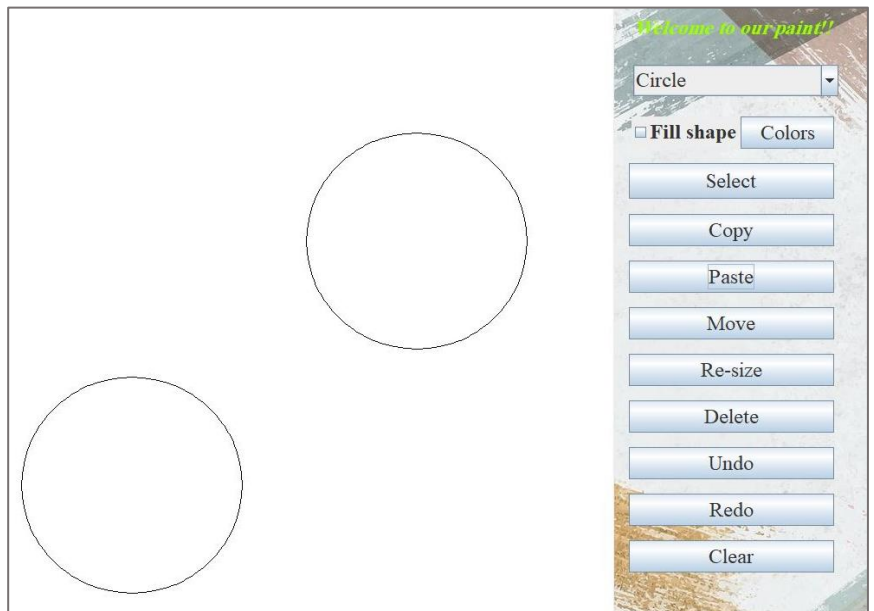 Welcome to our paint!!
Circle
Fill shape Colors
Select
Copy
Paste
Move
Re-size
Delete
Undo
Redo
Clear